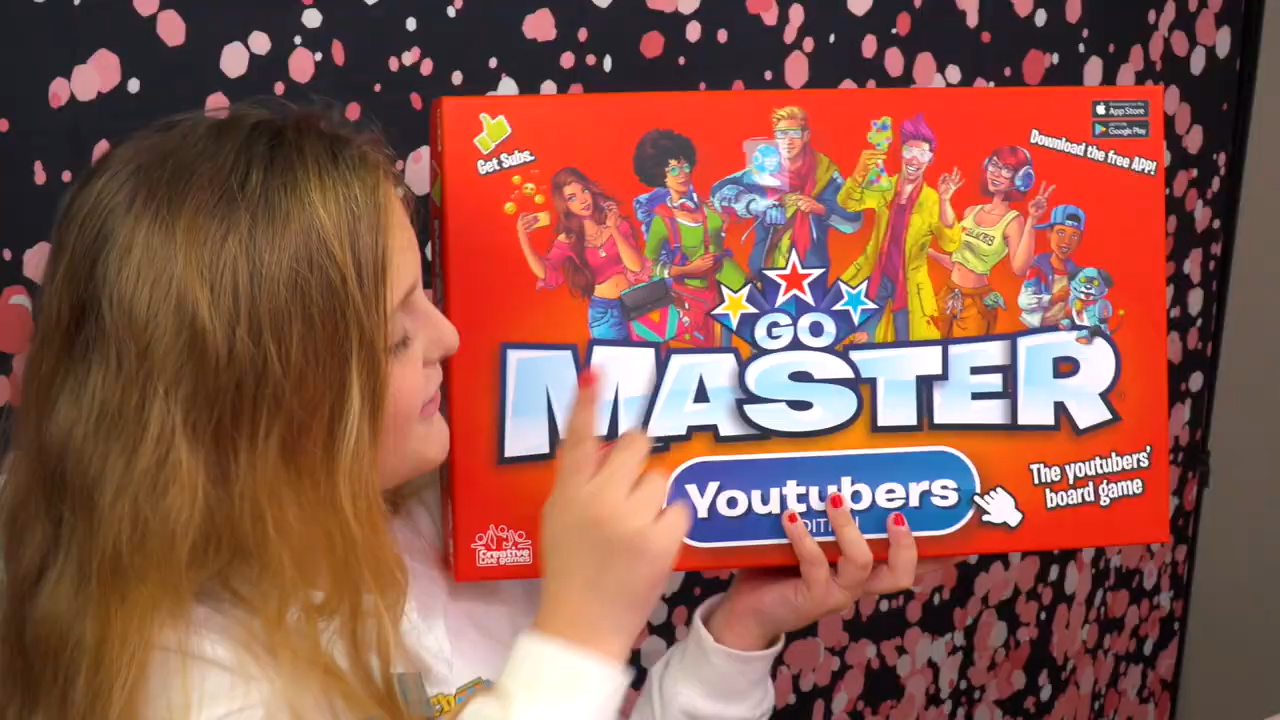 Get Subs.
App Store
Google Play
Download the free APP!
GO
MASTER
Youtubers
The youtubers'
board game
Creative
Live games